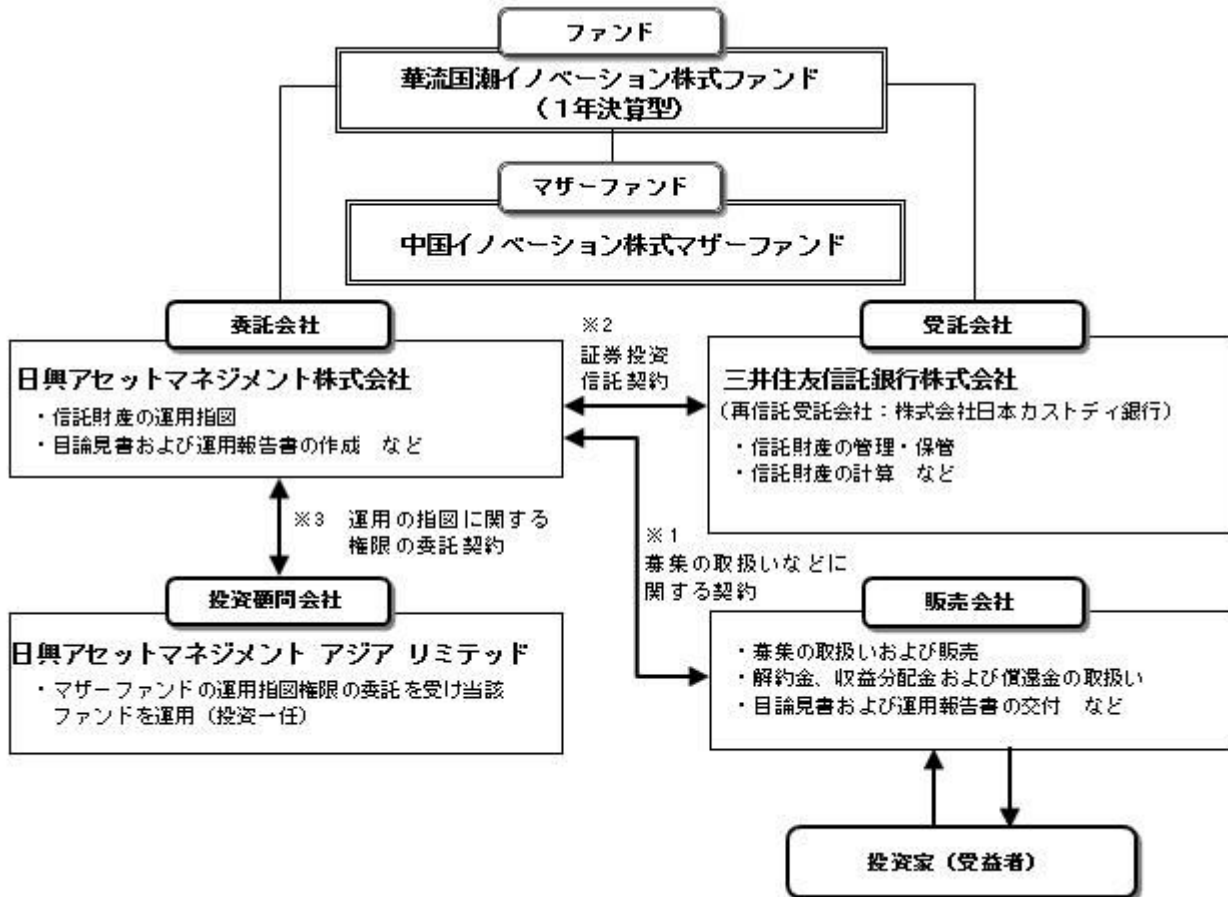 ファンド
華流国潮イノベーション株式ファンド
（１年決算型）
マザーファンド
中国イノベーション株式マザーファンド
委託会社
日興アセットマネジメント株式会社
・信託財産の運用指図
・目論見書および運用報告書の作成　など
※2
証券投資
信託契約
受託会社
三井住友信託銀行株式会社
（再信託受託会社：株式会社日本カストディ銀行）
・信託財産の管理・保管
・信託財産の計算　など
※3　運用の指図に関する
権限の委託契約
※1
募集の取扱いなどに
関する契約
投資顧問会社
日興アセットマネジメント アジア リミテッド
・マザーファンドの運用指図権限の委託を受け当該
ファンドを運用（投資一任）
販売会社
・募集の取扱いおよび販売
・解約金、収益分配金および償還金の取扱い
・目論見書および運用報告書の交付　など
投資家（受益者）